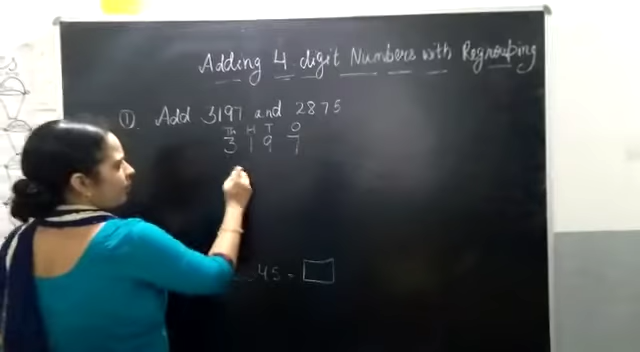 Adding 4 digit Numbers with Regrouping
①. Add 3197 and 2875
Th H T O
3 1 9 7
45 =